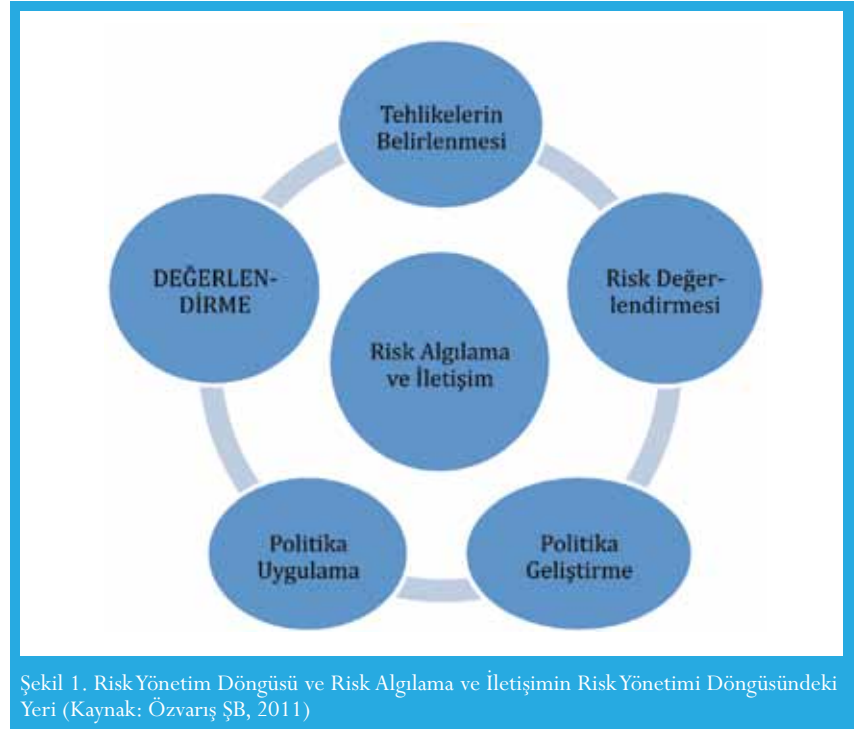 Tehlikelerin
Belirlenmesi
DEĞERLEN-
DİRME
Risk Değer-
lendirmesi
Risk Algılama
ve İletişim
Politika
Uygulama
Politika
Geliştirme
Şekil 1. Risk Yönetim Döngüsü ve Risk Algılama ve İletişimin Risk Yönetimi Döngüsündeki
Yeri (Kaynak: Özvarış ŞB, 2011)